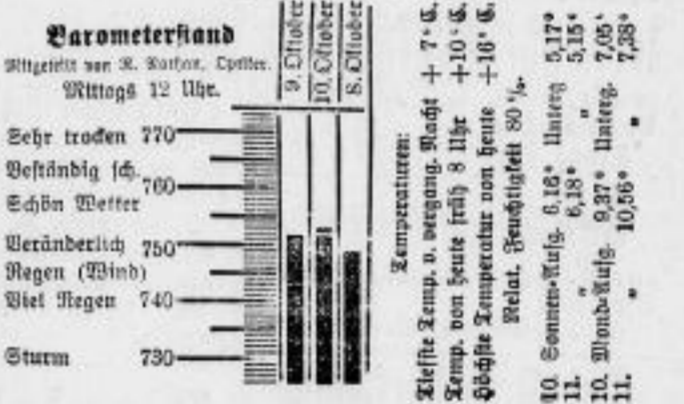 Barometerstand
Mitgeteilt von R. Nathan, Optiker.
Mittags 12 Uhr.
9. Oktober
10. Oktober
8. Oktober
Sehr trocken 770
Beständig sch.
760
Schön Wetter
Veränderlich 750
Regen (Wind)
Viel Regen 740
Sturm 730
Temperaturen:
Tiefste Temp. v. vergang. Nacht + 7° C.
Temp. von heute früh 8 Uhr +10° C.
Höchste Temperatur von heute +16° C.
Relat. Feuchtigkeit 80 %.
10. Sonnen-Aufg. 6,16* Unterg 5,17*
11. " 6,18* " 5,15*
10. Mond-Aufg. 9,37* Unterg. 7,05*
11. " 10,56* " 7,38*